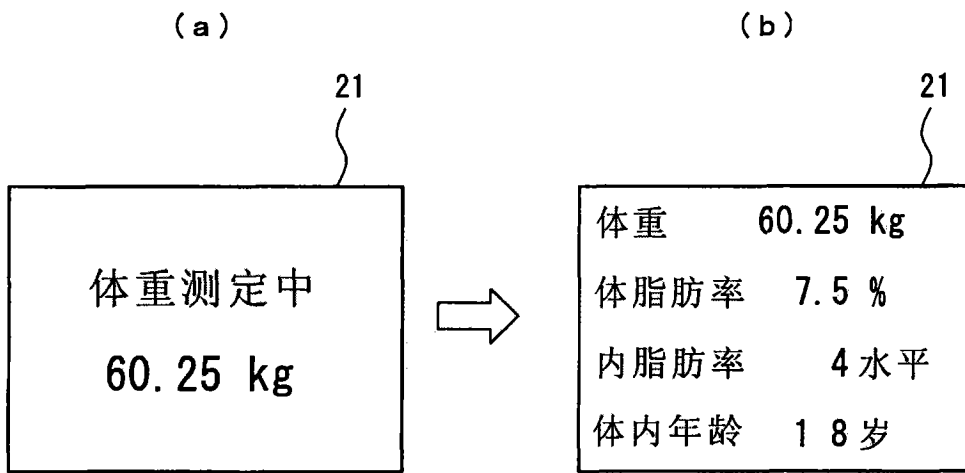 (a)
(b)
21
21
体重测定中
60.25 kg
体重 60.25 kg
体脂肪率 7.5 %
内脂肪率 4水平
体内年龄 18岁